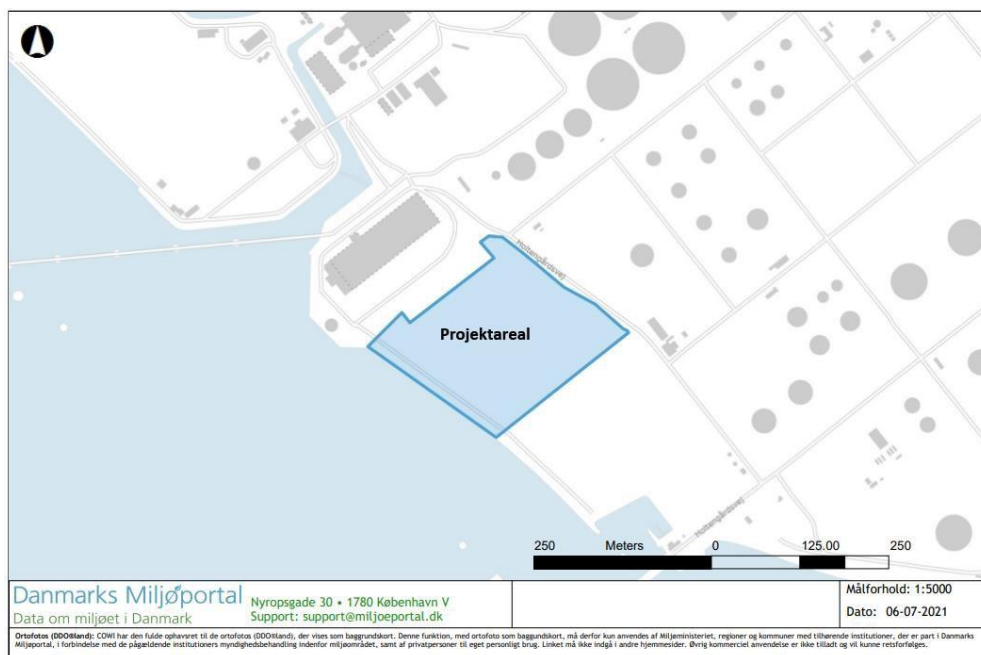 Holtengårdsvej
Projektareal
Holtengårdsvej
250 Meters 0 125.00 250
Danmarks Miljøportal
Data om miljøet i Danmark
Nyropsgade 30 • 1780 København V
Support: support@miljoeportal.dk
Målforhold: 1:5000
Dato: 06-07-2021
Ortofotos (DDO®land): COWI har den fulde ophavsret til de ortofotos (DDO®land), der vises som baggrundskort. Denne funktion, med ortofoto som baggrundskort, må derfor kun anvendes af Miljøministeriet, regioner og kommuner med tilhørende institutioner, der er part i Danmarks
Miljøportal, i forbindelse med de pågældende institutioners myndighedsbehandling indenfor miljøområdet, samt af privatpersoner til eget personligt brug. Linket må ikke indgå i andre hjemmesider. Øvrig kommerciel anvendelse er ikke tilladt og vil kunne retsforfølges.